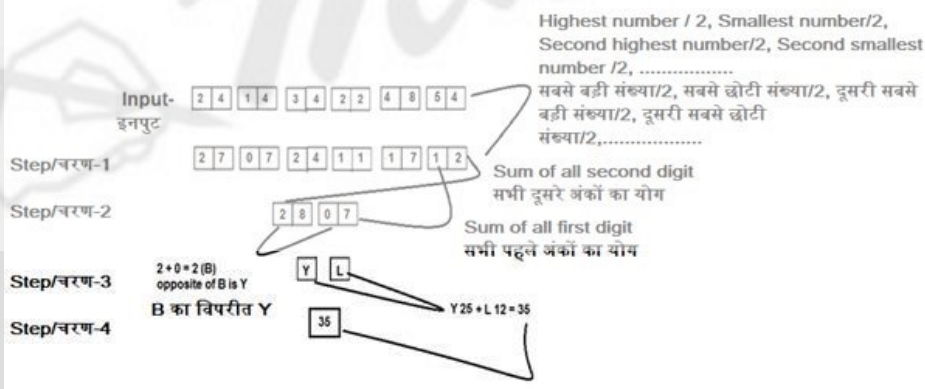 Highest number / 2, Smallest number/2,
Second highest number/2, Second smallest
number /2, .................
सबसे बड़ी संख्या/2, सबसे छोटी संख्या/2, दूसरी सबसे
बड़ी संख्या/2, दूसरी सबसे छोटी
संख्या1/2,..................
Input- 2 4 1 4 3 4 2 2 4 8 5 4
इनपुट
Step/चरण-1 2 7 0 7 2 4 1 1 1 7 1 2
Sum of all second digit
सभी दूसरे अंकों का योग
Step/चरण-2 2 8 0 7
Sum of all first digit
सभी पहले अंकों का योग
Step/चरण-3 2 + 0 = 2 (B) Y L
opposite of B is Y
B का विपरीत Y
Y 25 + L 12 = 35
Step/चरण-4 35